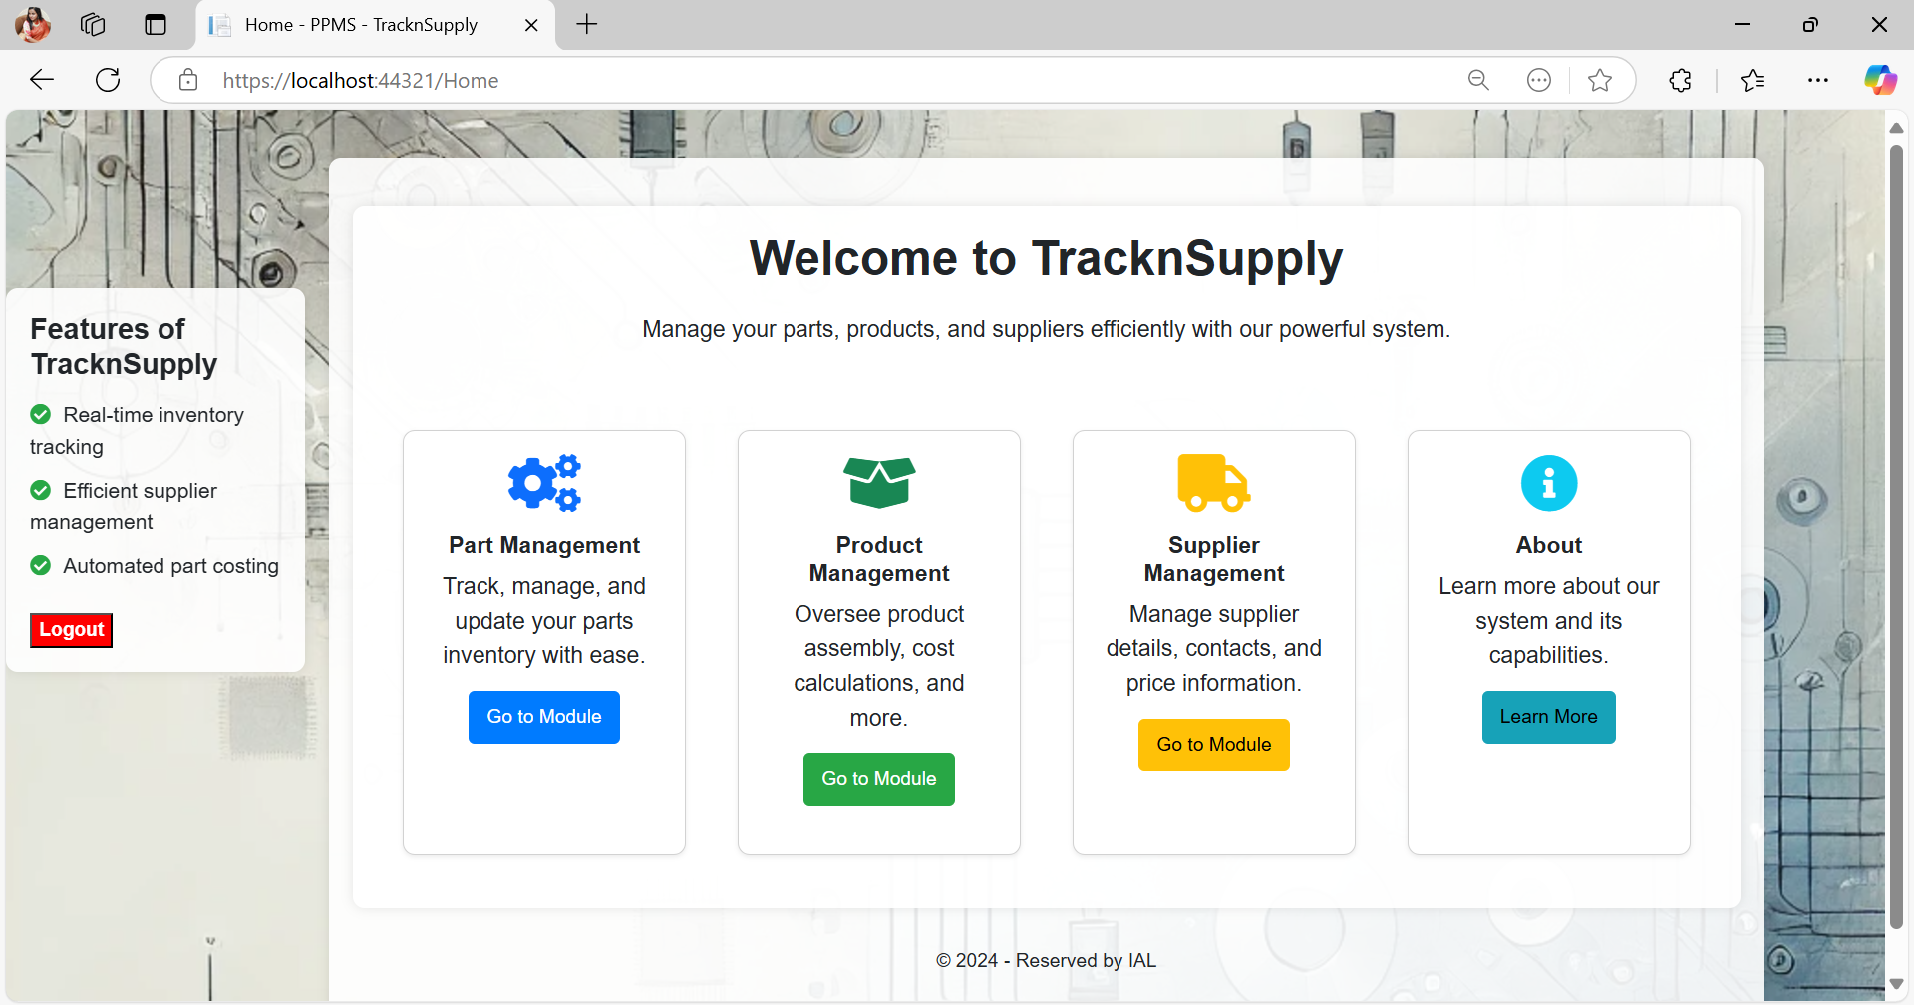 Home - PPMS - TracknSupply
https://localhost:44321/Home
Welcome to TracknSupply
Manage your parts, products, and suppliers efficiently with our powerful system.
Features of
TracknSupply
Real-time inventory
tracking
Efficient supplier
management
Automated part costing
Logout
Part Management
Track, manage, and
update your parts
inventory with ease.
Go to Module
Product
Management
Oversee product
assembly, cost
calculations, and
more.
Go to Module
Supplier
Management
Manage supplier
details, contacts, and
price information.
Go to Module
About
Learn more about our
system and its
capabilities.
Learn More
© 2024 - Reserved by IAL